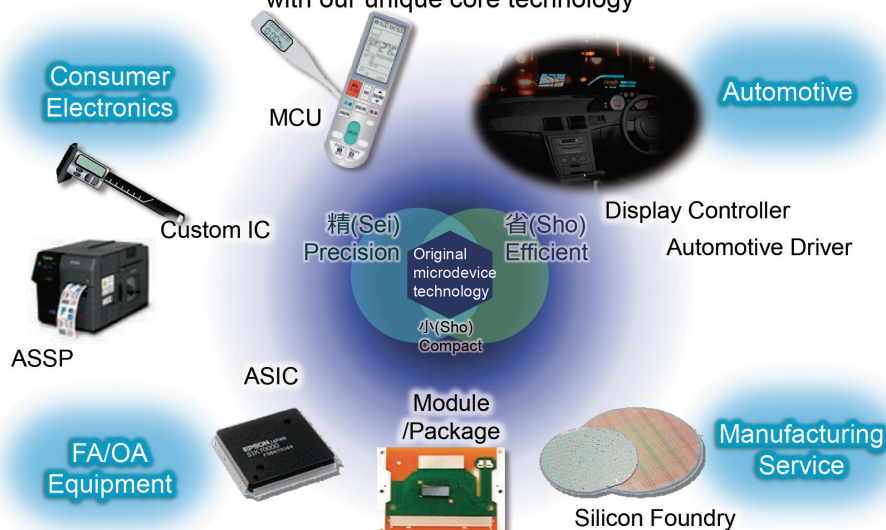 with our unique core technology
Consumer
Electronics
MCU
Automotive
Custom IC
精(Sei)
Precision
省(Sho)
Efficient
Original
microdevice
technology
小(Sho)
Compact
Display Controller
Automotive Driver
ASSP
ASIC
Module
/Package
EPSON JAPAN
FA/OA
Equipment
Manufacturing
Service
Silicon Foundry